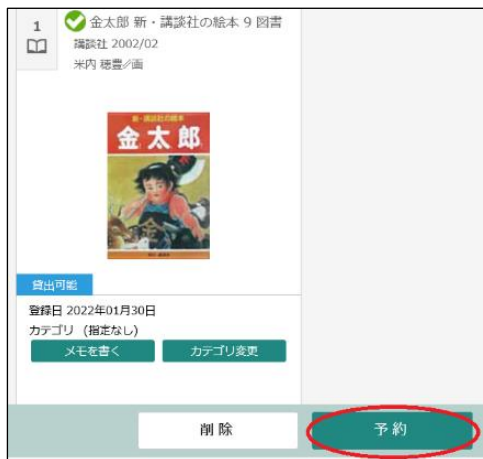 1
金太郎 新・講談社の絵本 9 図書
講談社 2002/02
米内 穂豊∥画
新・講談社の絵本
金太郎
貸出可能
登録日 2022年01月30日
カテゴリ (指定なし)
メモを書く
カテゴリ変更
削除
予約